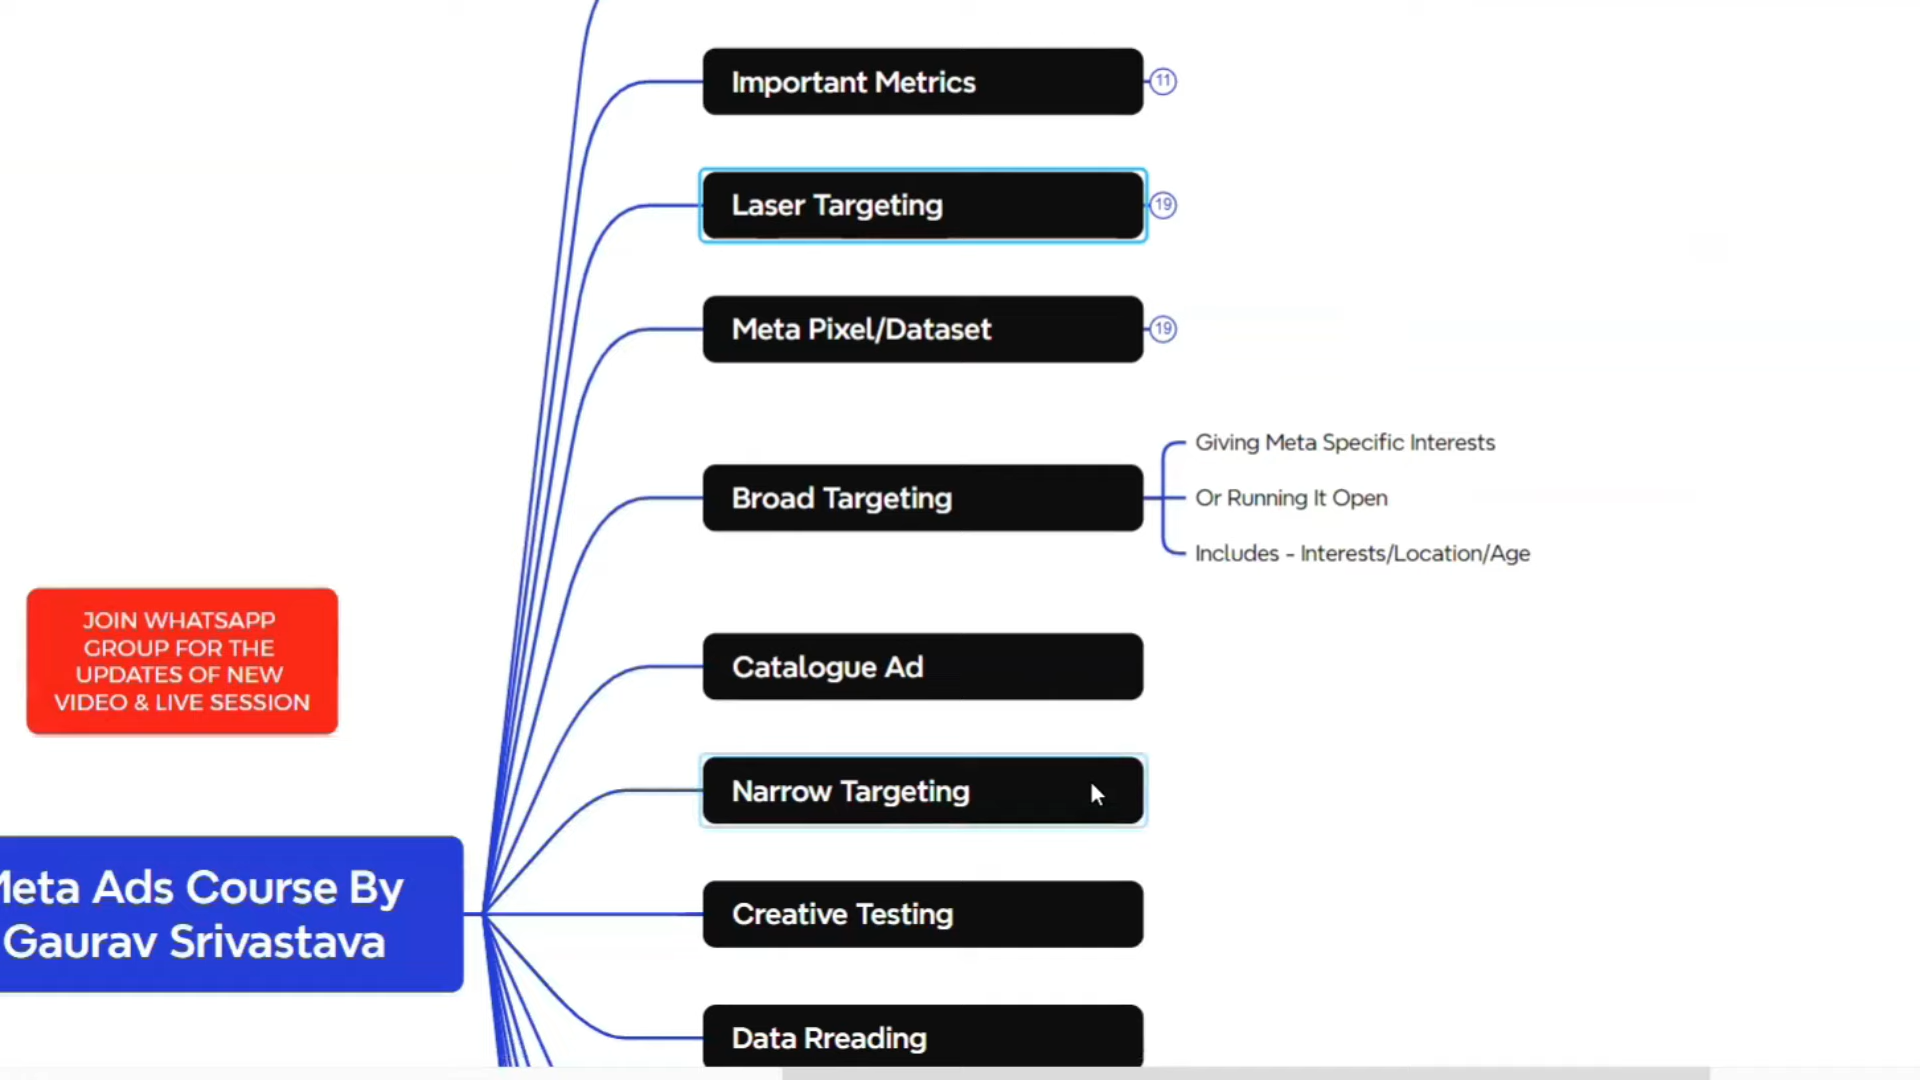 Important Metrics
11
Laser Targeting
19
Meta Pixel/Dataset
19
Broad Targeting
Giving Meta Specific Interests
Or Running It Open
Includes - Interests/Location/Age
JOIN WHATSAPP
GROUP FOR THE
UPDATES OF NEW
VIDEO & LIVE SESSION
Catalogue Ad
Narrow Targeting
Meta Ads Course By
Gaurav Srivastava
Creative Testing
Data Rreading